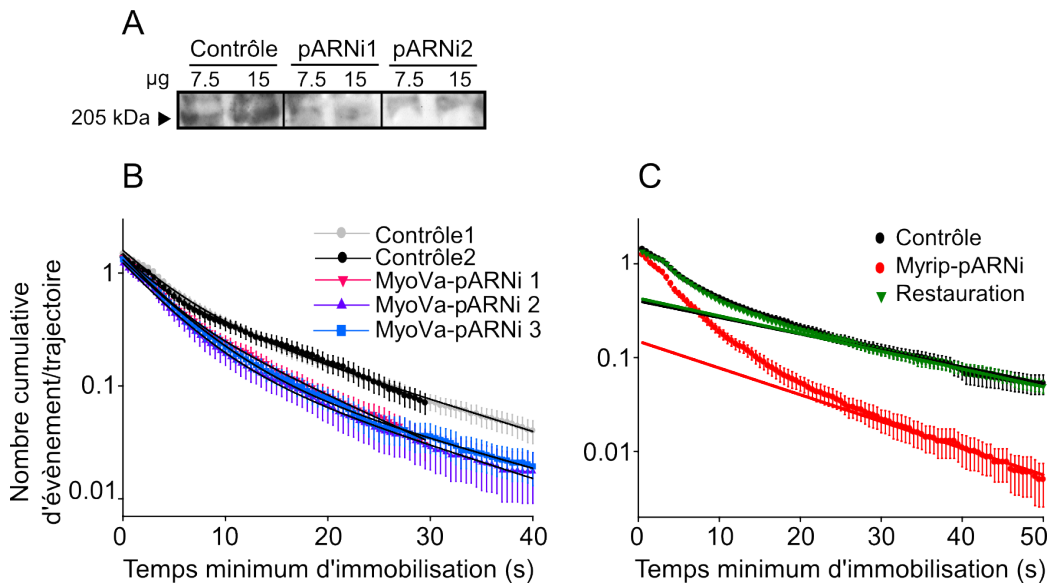 A
Contrôle pARNi1 pARNi2
µg 7.5 15 7.5 15 7.5 15
205 kDa
B
Contrôle1
Contrôle2
MyoVa-pARNi 1
MyoVa-pARNi 2
MyoVa-pARNi 3
1
0.1
0.01
0 10 20 30 40
Temps minimum d'immobilisation (s)
Nombre cumulative
d'évènement/trajectoire
C
Contrôle
Myrip-pARNi
Restauration
1
0.1
0.01
0 10 20 30 40 50
Temps minimum d'immobilisation (s)